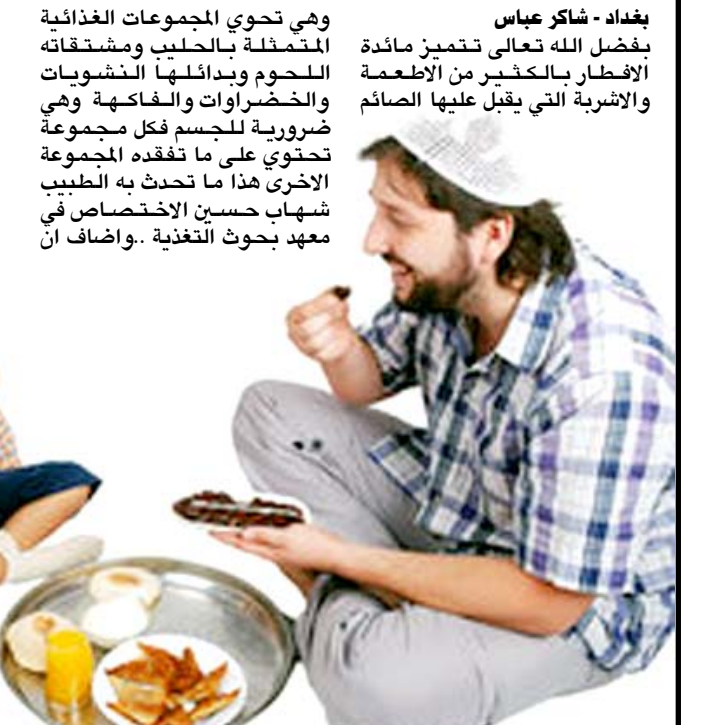 بغداد - شاكر عباس
بفضل الله تعالى تتميز مائدة
الافطار بالكثير من الاطعمة
والاشربة التي يقبل عليها الصائم
وهي تحوي المجموعات الغذائية
المتمثلة بالحليب ومشتقاته
اللحوم وبدائلها النشويات
والخضراوات والفاكهة وهي
ضرورية للجسم فكل مجموعة
تحتوي على ما تفقده المجموعة
الاخرى هذا ما تحدث به الطبيب
شهاب حسين الاختصاص في
معهد بحوث التغذية ..واضاف ان